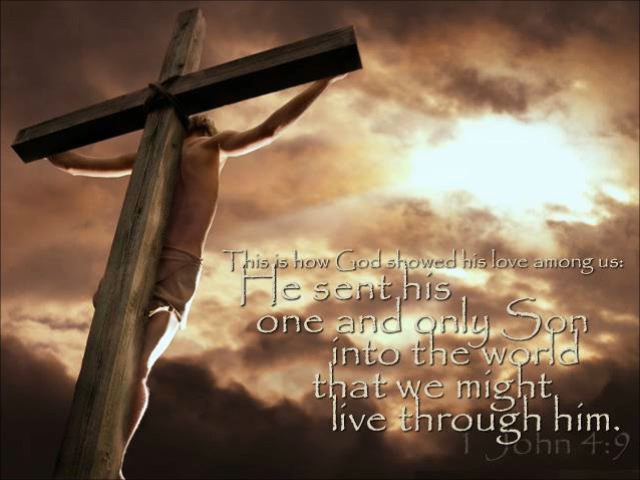 This is how God showed his love among us:
He sent his
one and only Son
into the world
that we might
live through him.
1 John 4:9